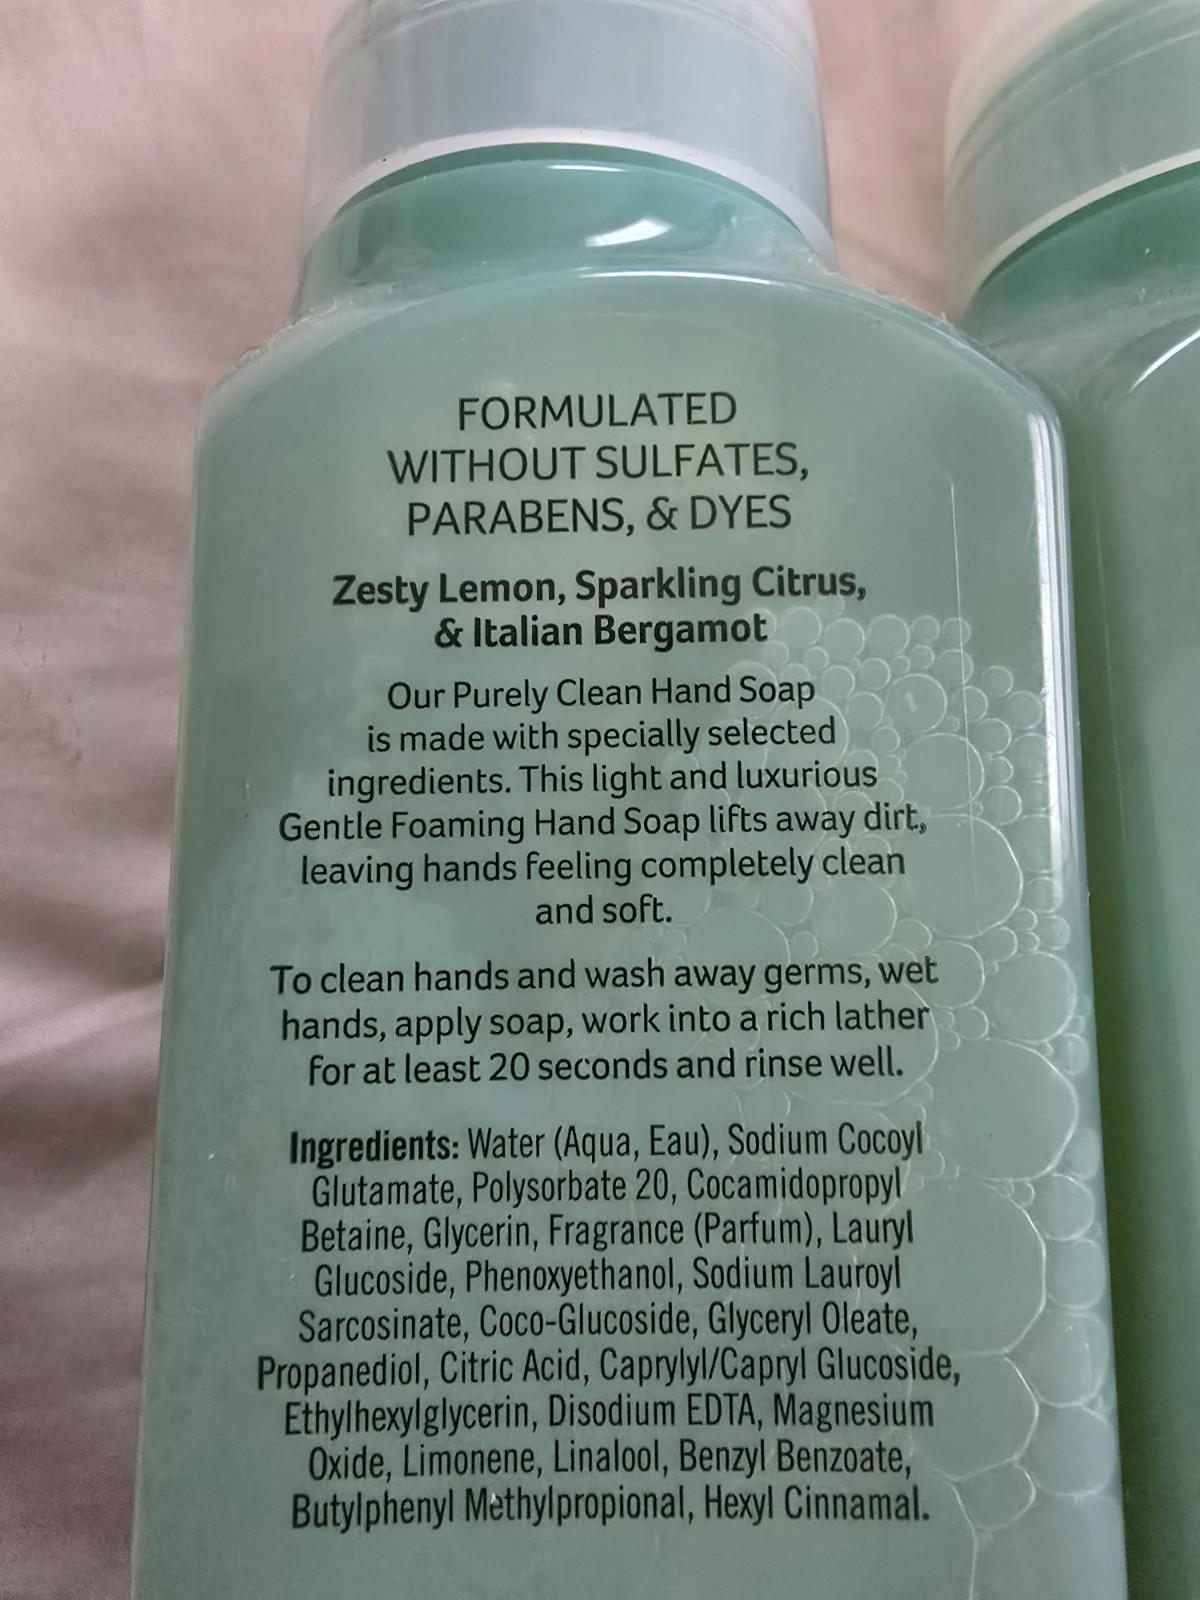 FORMULATED
WITHOUT SULFATES,
PARABENS, & DYES
Zesty Lemon, Sparkling Citrus,
& Italian Bergamot
Our Purely Clean Hand Soap
is made with specially selected
ingredients. This light and luxurious
Gentle Foaming Hand Soap lifts away dirt,
leaving hands feeling completely clean
and soft.
To clean hands and wash away germs, wet
hands, apply soap, work into a rich lather
for at least 20 seconds and rinse well.
Ingredients: Water (Aqua, Eau), Sodium Cocoyl
Glutamate, Polysorbate 20, Cocamidopropyl
Betaine, Glycerin, Fragrance (Parfum), Lauryl
Glucoside, Phenoxyethanol, Sodium Lauroyl
Sarcosinate, Coco-Glucoside, Glyceryl Oleate,
Propanediol, Citric Acid, Caprylyl/Capryl Glucoside,
Ethylhexylglycerin, Disodium EDTA, Magnesium
Oxide, Limonene, Linalool, Benzyl Benzoate,
Butylphenyl Methylpropional, Hexyl Cinnamal.